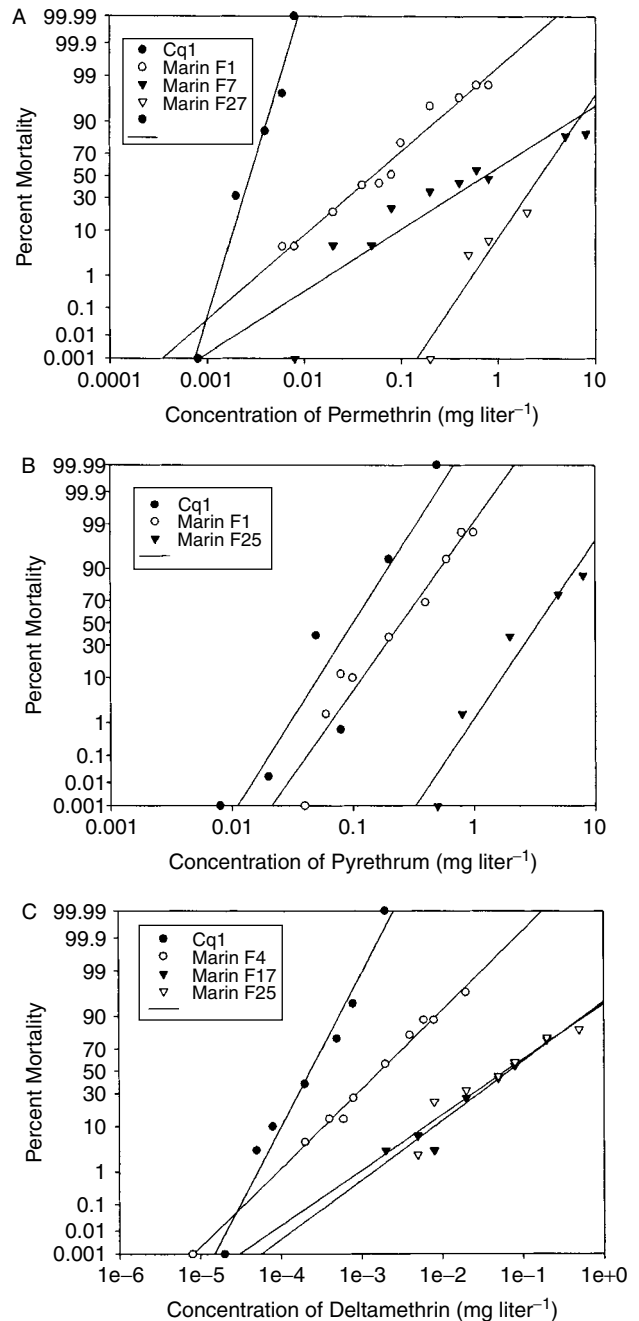 A
99.99
99.9
99
90
70
50
30
10
1
0.1
0.01
0.001
Percent Mortality
Cq1
Marin F1
Marin F7
Marin F27
0.0001 0.001 0.01 0.1 1 10
Concentration of Permethrin (mg liter⁻¹)
B
99.99
99.9
99
90
70
50
30
10
1
0.1
0.01
0.001
Percent Mortality
Cq1
Marin F1
Marin F25
0.001 0.01 0.1 1 10
Concentration of Pyrethrum (mg liter⁻¹)
C
99.99
99.9
99
90
70
50
30
10
1
0.1
0.01
0.001
Percent Mortality
Cq1
Marin F4
Marin F17
Marin F25
1e–6 1e–5 1e–4 1e–3 1e–2 1e–1 1e+0
Concentration of Deltamethrin (mg liter⁻¹)